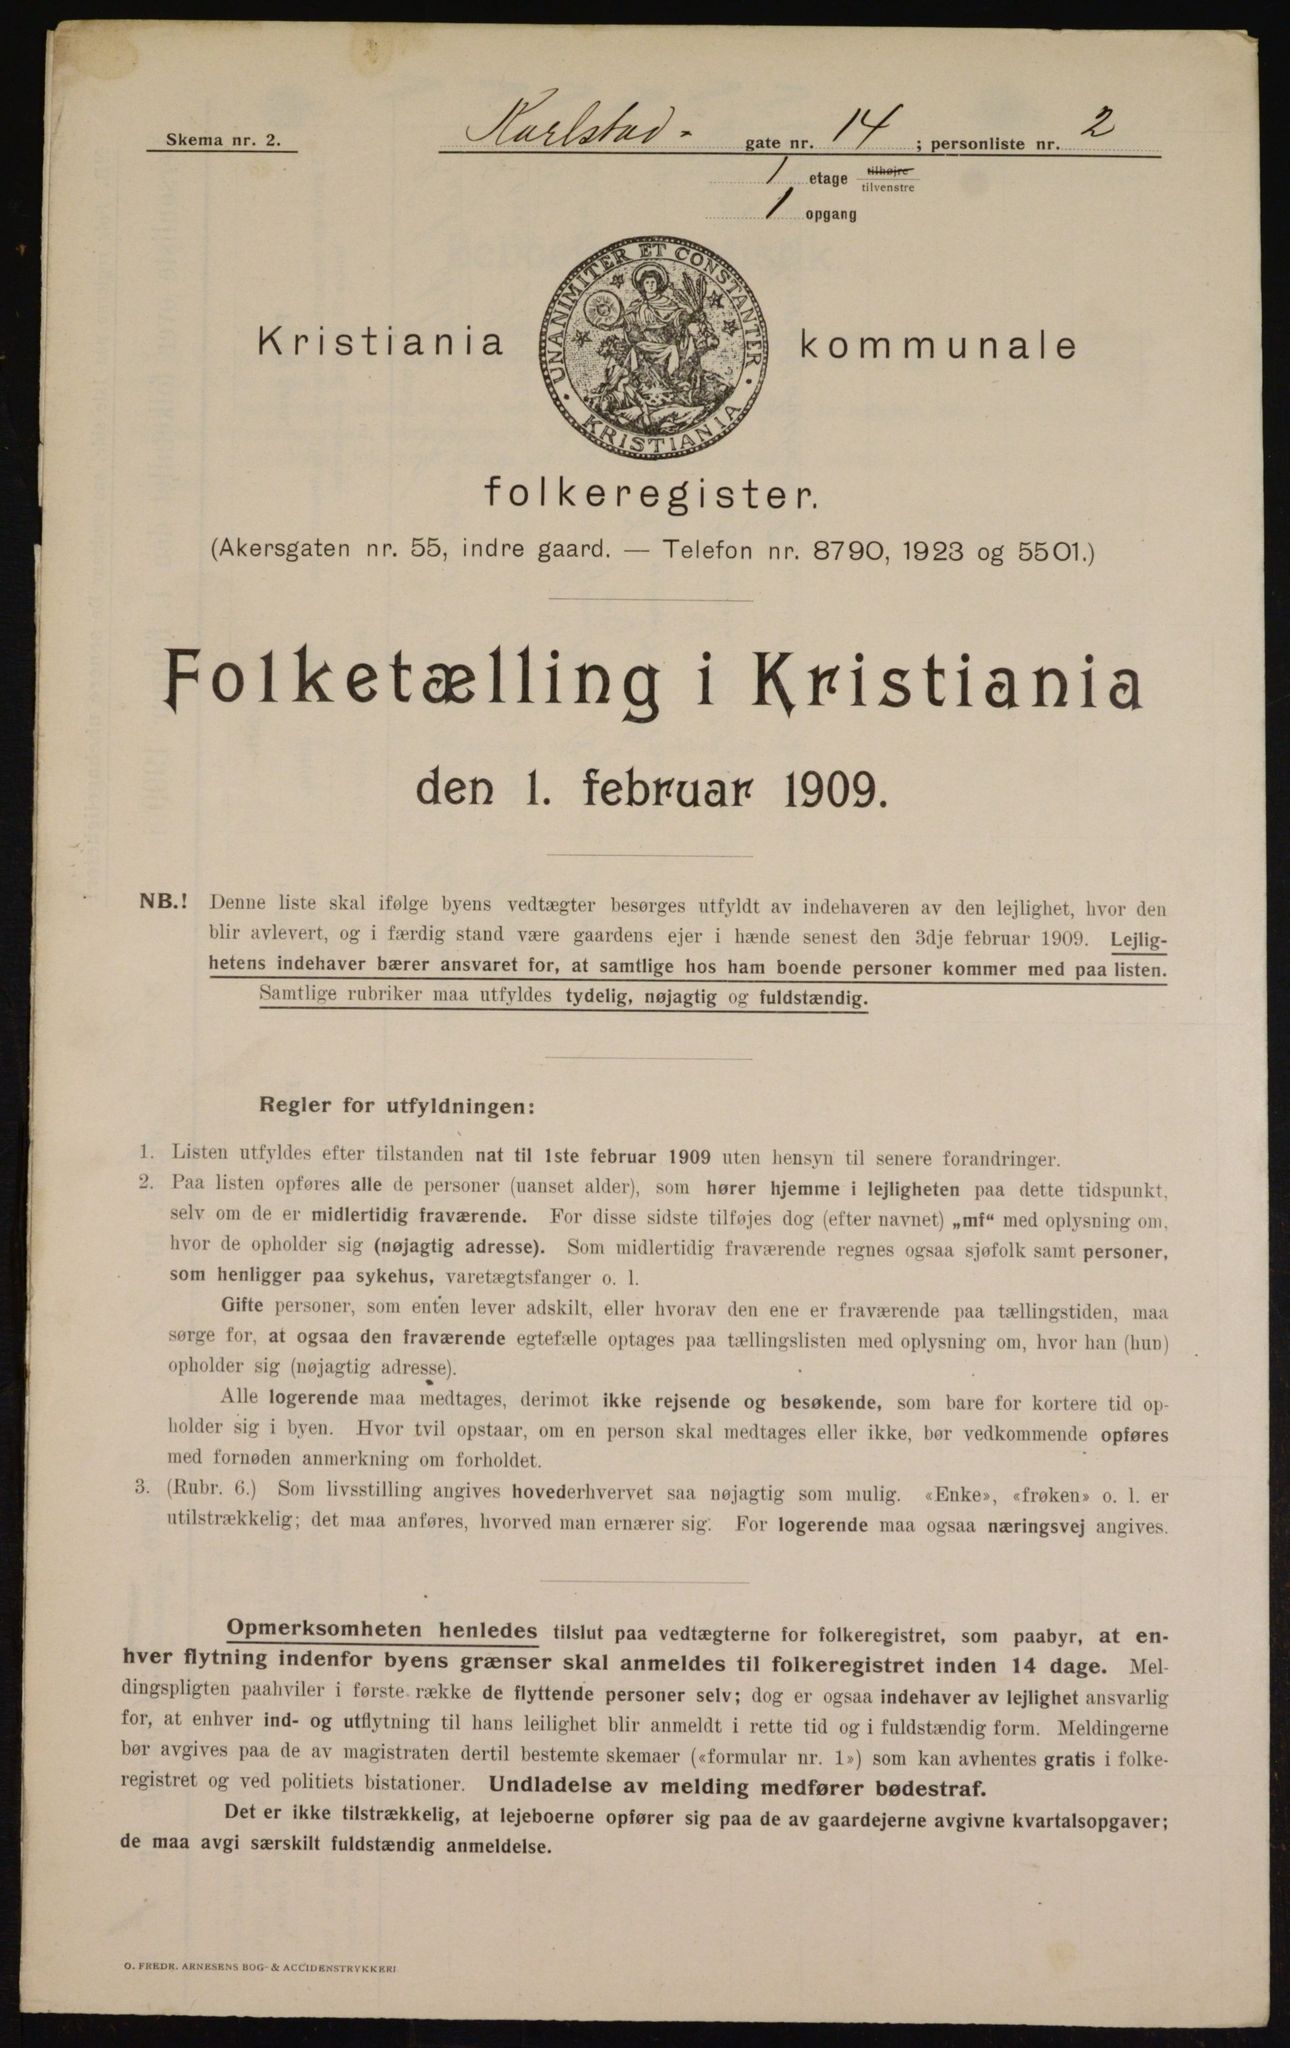 Skema nr. 2.
Karlstad- gate nr. 14 ; personliste nr. 2
1 etage tilhøjre
tilvenstre
1 opgang
UNANIMITER ET CONSTANTER
KRISTIANIA
Kristiania kommunale
folkeregister.
(Akersgaten nr. 55, indre gaard. — Telefon nr. 8790, 1923 og 5501.)
Folketælling i Kristiania
den 1. februar 1909.
NB.! Denne liste skal ifølge byens vedtægter besørges utfyldt av indehaveren av den lejlighet, hvor den
blir avlevert, og i færdig stand være gaardens ejer i hænde senest den 3dje februar 1909. Lejlig-
hetens indehaver bærer ansvaret for, at samtlige hos ham boende personer kommer med paa listen.
Samtlige rubriker maa utfyldes tydelig, nøjagtig og fuldstændig.
Regler for utfyldningen:
1. Listen utfyldes efter tilstanden nat til 1ste februar 1909 uten hensyn til senere forandringer.
2. Paa listen opføres alle de personer (uanset alder), som hører hjemme i lejligheten paa dette tidspunkt,
selv om de er midlertidig fraværende. For disse sidste tilføjes dog (efter navnet) „mf“ med oplysning om,
hvor de opholder sig (nøjagtig adresse). Som midlertidig fraværende regnes ogsaa sjøfolk samt personer,
som henligger paa sykehus, varetægtsfanger o. l.
Gifte personer, som enten lever adskilt, eller hvorav den ene er fraværende paa tællingstiden, maa
sørge for, at ogsaa den fraværende egtefælle optages paa tællingslisten med oplysning om, hvor han (hun)
opholder sig (nøjagtig adresse).
Alle logerende maa medtages, derimot ikke rejsende og besøkende, som bare for kortere tid op-
holder sig i byen. Hvor tvil opstaar, om en person skal medtages eller ikke, bør vedkommende opføres
med fornøden anmerkning om forholdet.
3. (Rubr. 6.) Som livsstilling angives hovederhvervet saa nøjagtig som mulig. «Enke», «frøken» o. l. er
utilstrækkelig; det maa anføres, hvorved man ernærer sig. For logerende maa ogsaa næringsvej angives.
Opmerksomheten henledes tilslut paa vedtægterne for folkeregistret, som paabyr, at en-
hver flytning indenfor byens grænser skal anmeldes til folkeregistret inden 14 dage. Mel-
dingspligten paahviler i første række de flyttende personer selv; dog er ogsaa indehaver av lejlighet ansvarlig
for, at enhver ind- og utflytning til hans leilighet blir anmeldt i rette tid og i fuldstændig form. Meldingerne
bør avgives paa de av magistraten dertil bestemte skemaer («formular nr. 1») som kan avhentes gratis i folke-
registret og ved politiets bistationer. Undladelse av melding medfører bødestraf.
Det er ikke tilstrækkelig, at lejeboerne opfører sig paa de av gaardejerne avgivne kvartalsopgaver;
de maa avgi særskilt fuldstændig anmeldelse.
O. FREDR. ARNESENS BOG- & ACCIDENSTRYKKERI